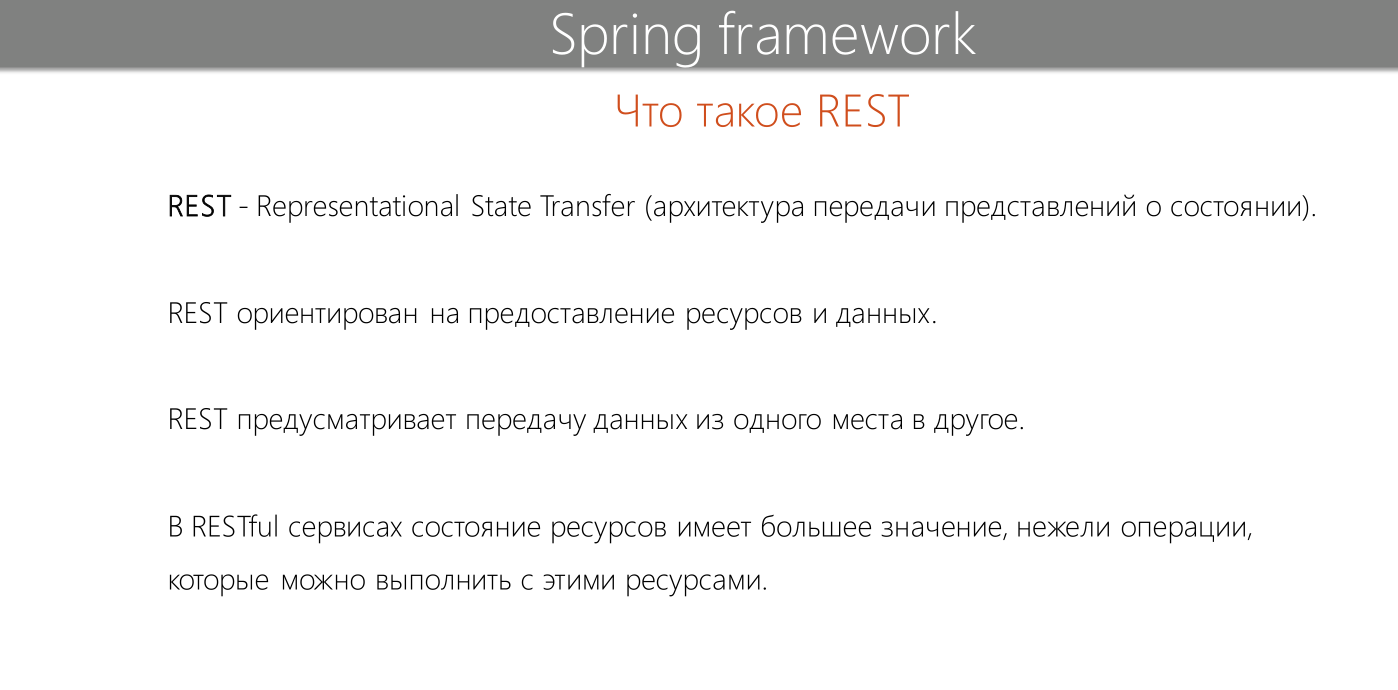 Spring framework
Что такое REST
REST - Representational State Transfer (архитектура передачи представлений о состоянии).
REST ориентирован на предоставление ресурсов и данных.
REST предусматривает передачу данных из одного места в другое.
В RESTful сервисах состояние ресурсов имеет большее значение, нежели операции,
которые можно выполнить с этими ресурсами.